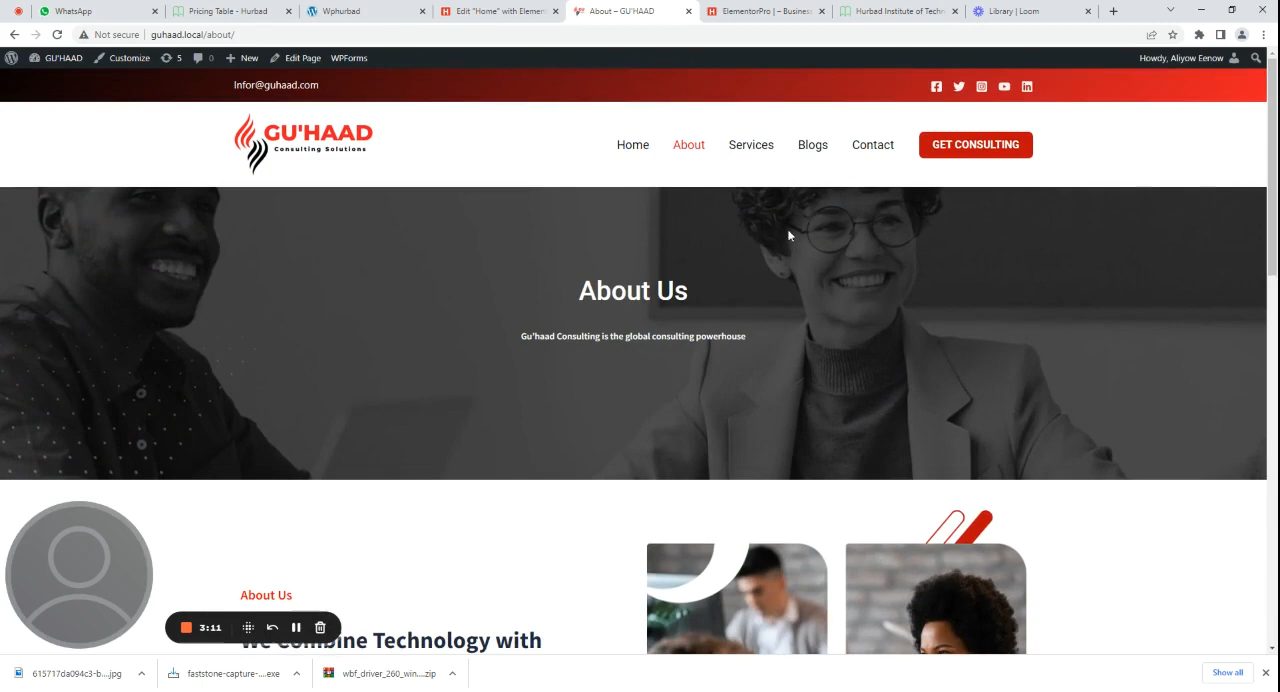 WhatsApp
Pricing Table - Hurbad
Wphurbad
Edit "Home" with Element
About – GU'HAAD
ElementorPro | – Business
Hurbad Institute of Techn
Library | Loom
Not secure | guhaad.local/about/
GU'HAAD
Customize
5
0
New
Edit Page
WPForms
Howdy, Aliyow Eenow
Infor@guhaad.com
GU'HAAD
Consulting Solutions
Home
About
Services
Blogs
Contact
GET CONSULTING
About Us
Gu'haad Consulting is the global consulting powerhouse
About Us
3:11
We Combine Technology with
615717da094c3-b....jpg
faststone-capture-....exe
wbf_driver_260_win....zip
Show all